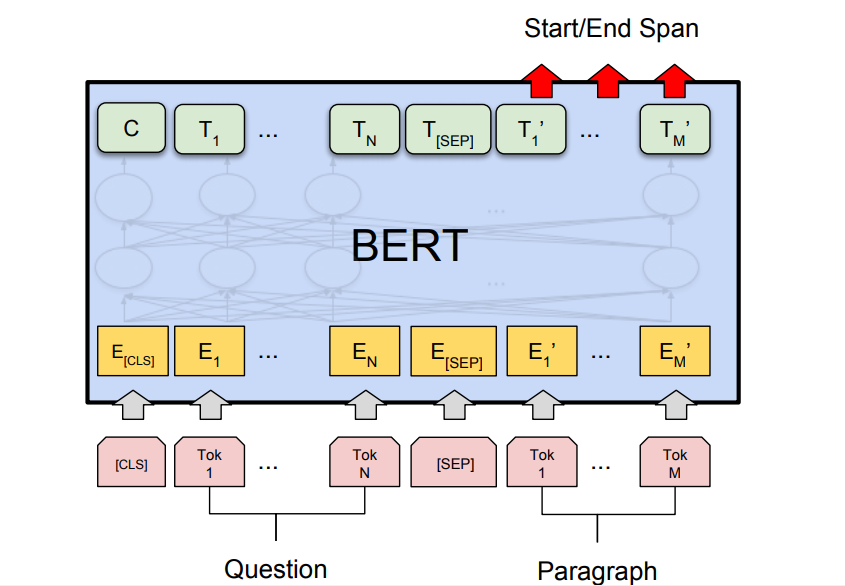 Start/End Span
C T1 ... TN T[SEP] T1’ ... TM’
...
BERT
...
E[CLS] E1 ... EN E[SEP] E1’ ... EM’
[CLS] Tok 1 ... Tok N [SEP] Tok 1 ... Tok M
Question Paragraph